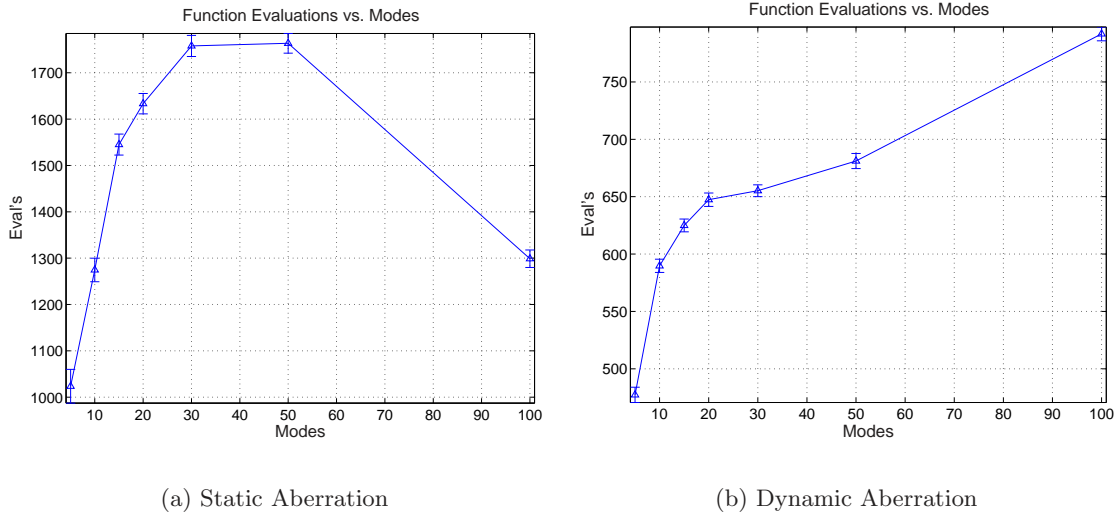 Function Evaluations vs. Modes
1700
1600
1500
1400
1300
1200
1100
1000
Eval's
10 20 30 40 50 60 70 80 90 100
Modes
(a) Static Aberration
Function Evaluations vs. Modes
750
700
650
600
550
500
Eval's
10 20 30 40 50 60 70 80 90 100
Modes
(b) Dynamic Aberration